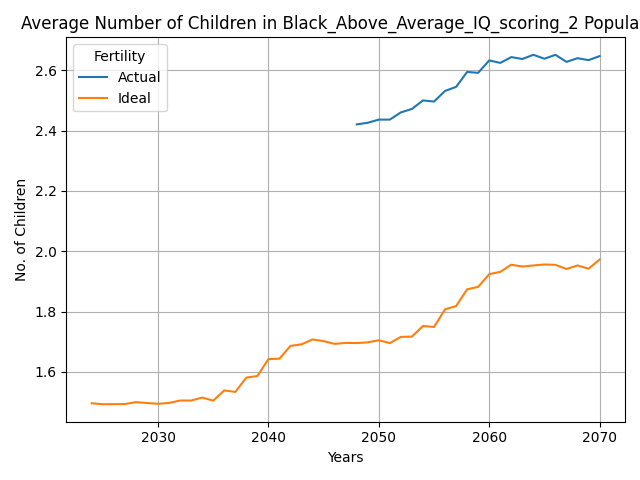 Average Number of Children in Black_Above_Average_IQ_scoring_2 Popula
Fertility
Actual
Ideal
No. of Children
2.6
2.4
2.2
2.0
1.8
1.6
2030 2040 2050 2060 2070
Years